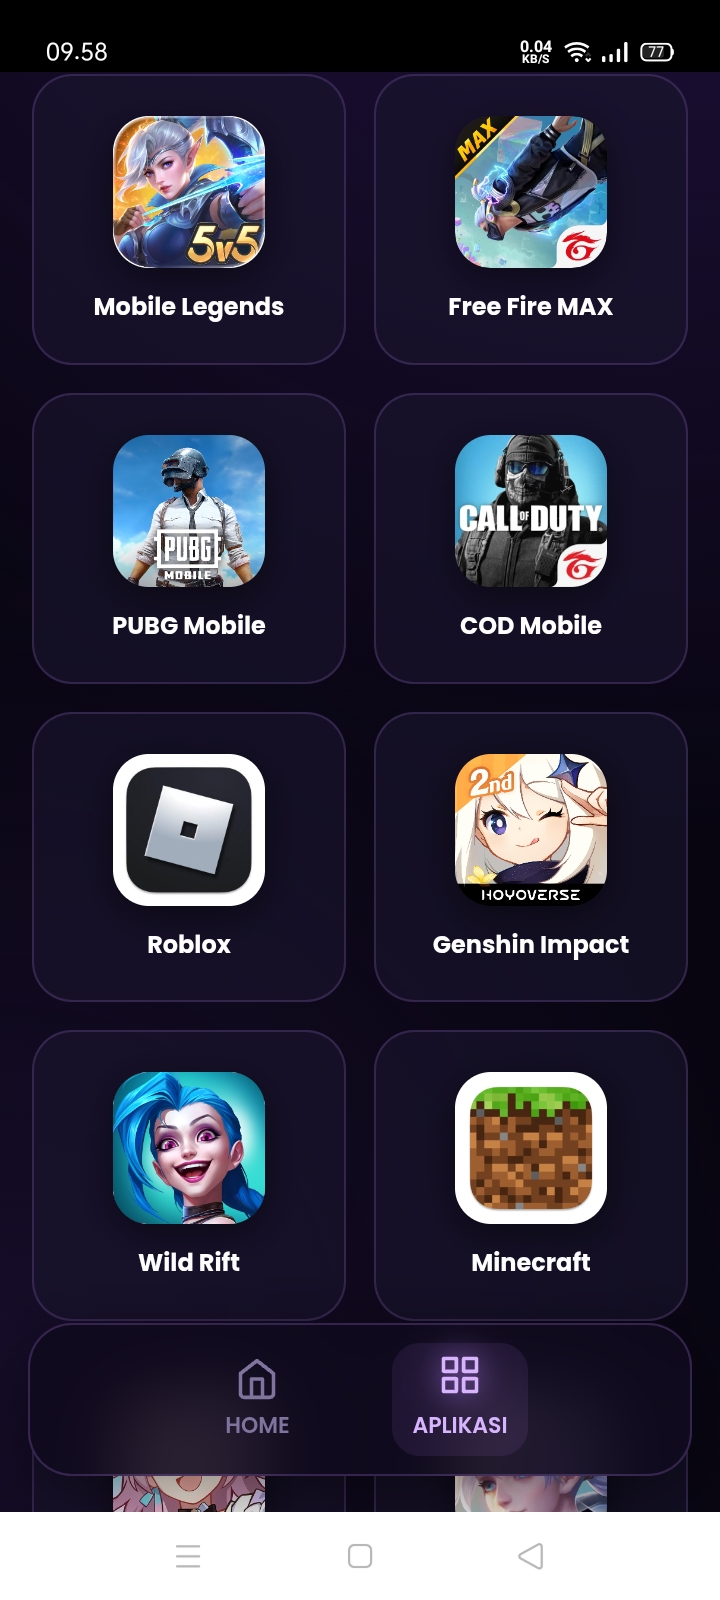 09.58
0.04
KB/S
77
5v5
MAX
Mobile Legends
Free Fire MAX
PUBG
MOBILE
CALL OF DUTY
PUBG Mobile
COD Mobile
2nd
HOYOVERSE
Roblox
Genshin Impact
Wild Rift
Minecraft
HOME
APLIKASI